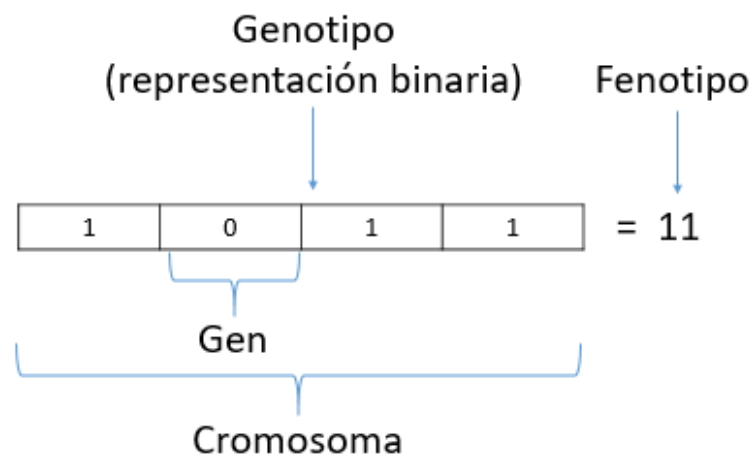 Genotipo
(representación binaria)
Fenotipo
1 0 1 1 = 11
Gen
Cromosoma